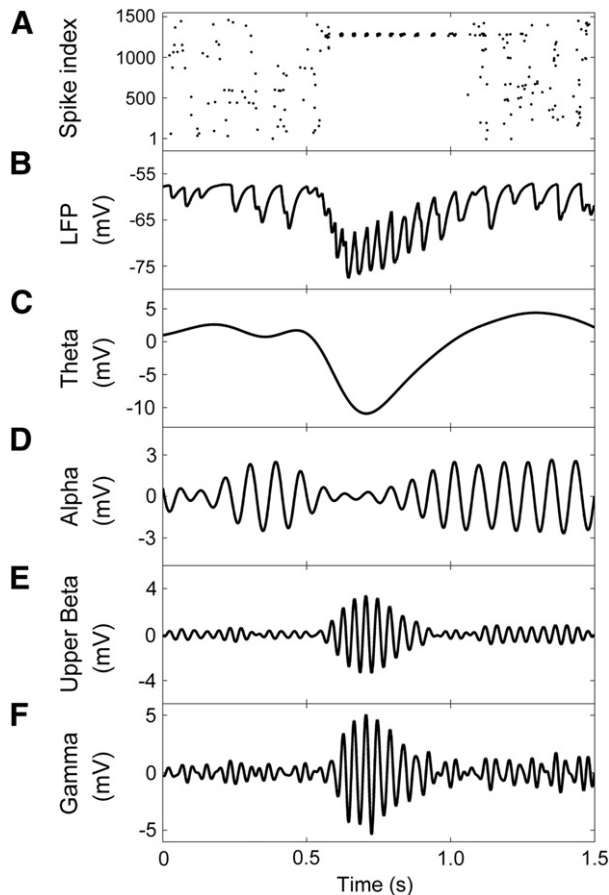 A
Spike index
1500
1000
500
1
B
LFP
(mV)
-55
-65
-75
C
Theta
(mV)
5
0
-5
-10
D
Alpha
(mV)
3
0
-3
E
Upper Beta
(mV)
4
0
-4
F
Gamma
(mV)
5
0
-5
0
0.5
1.0
1.5
Time (s)